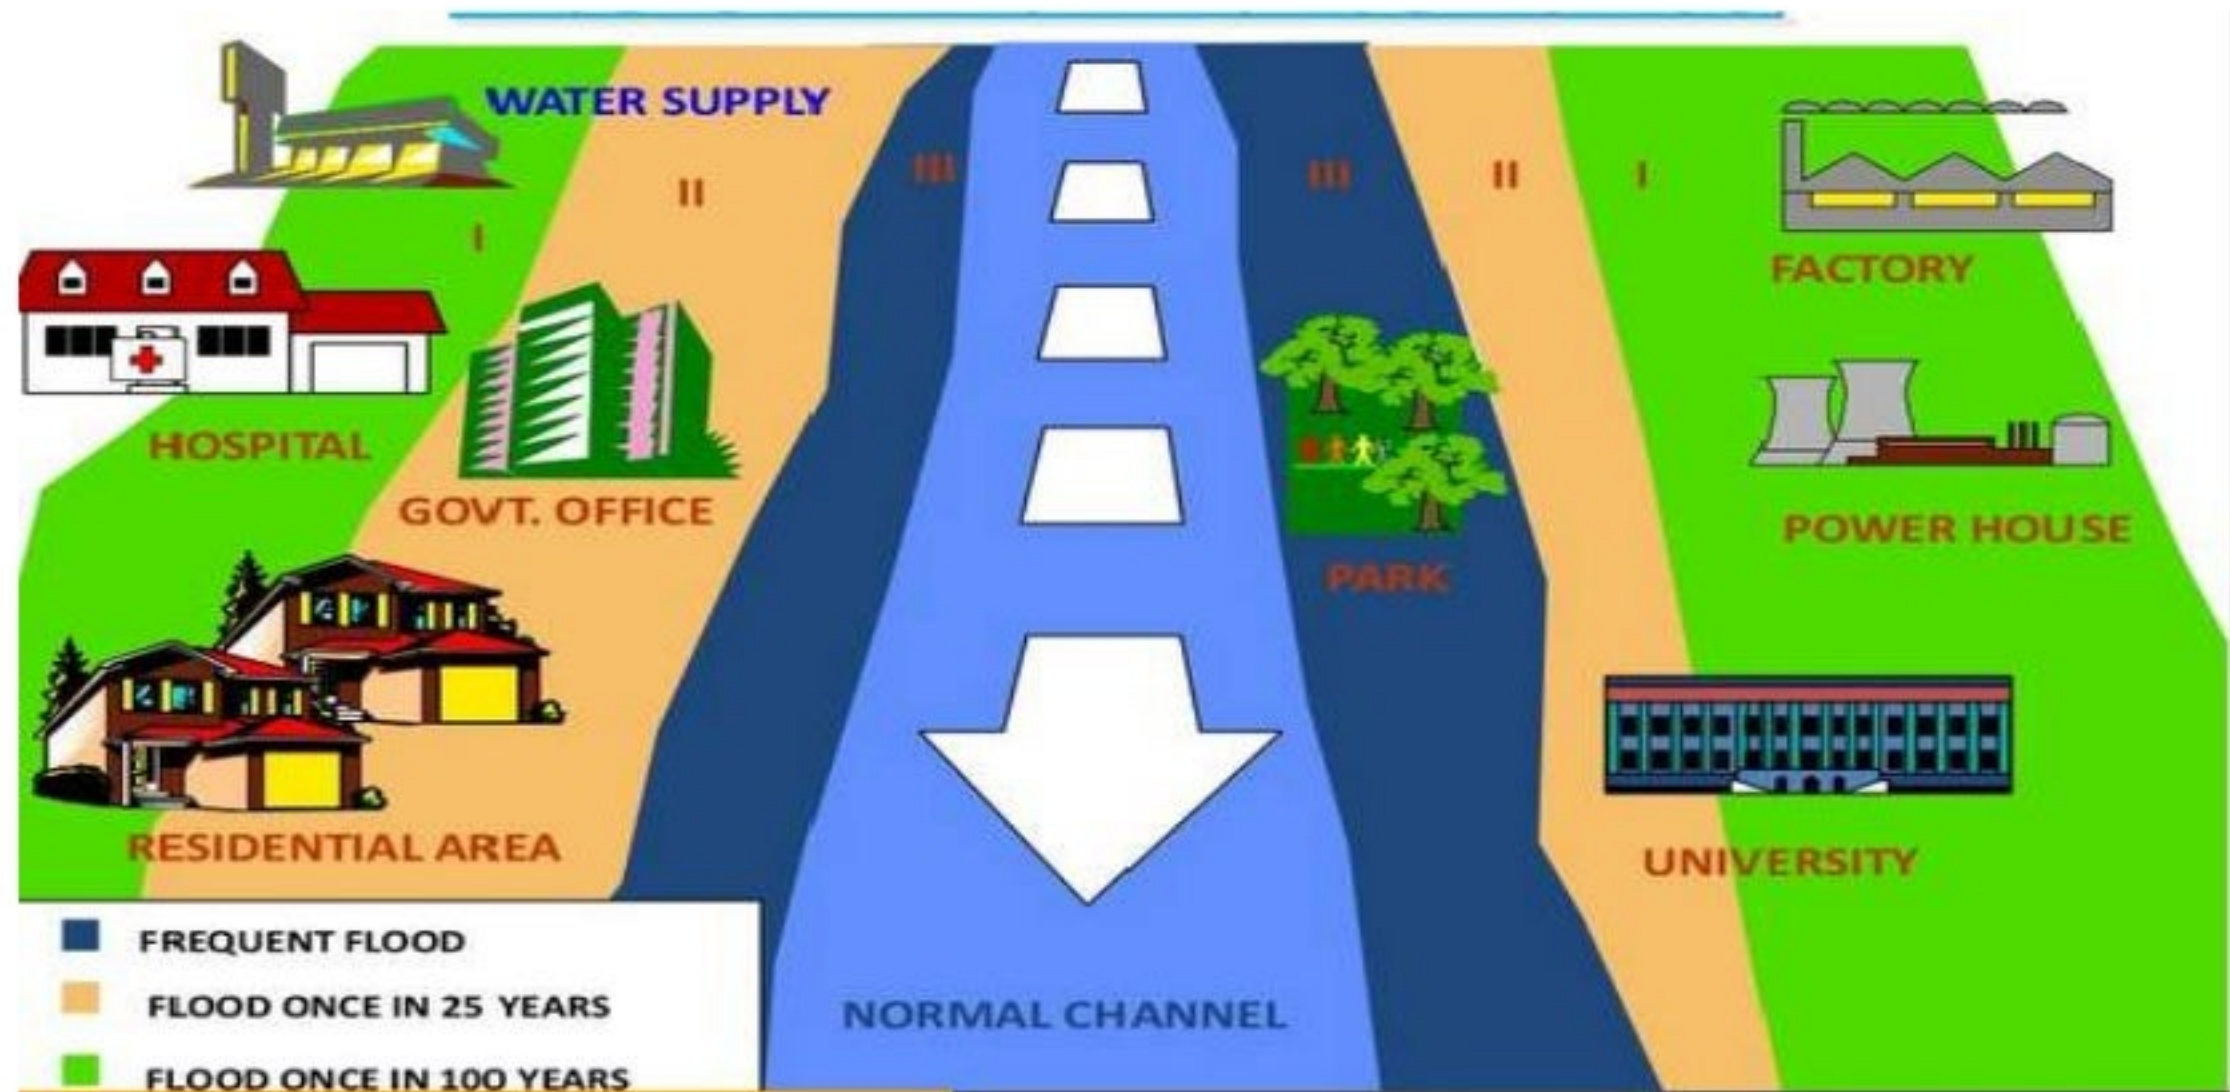 WATER SUPPLY
III
III
II
II
I
I
FACTORY
HOSPITAL
GOVT. OFFICE
POWER HOUSE
PARK
RESIDENTIAL AREA
UNIVERSITY
FREQUENT FLOOD
FLOOD ONCE IN 25 YEARS
FLOOD ONCE IN 100 YEARS
NORMAL CHANNEL